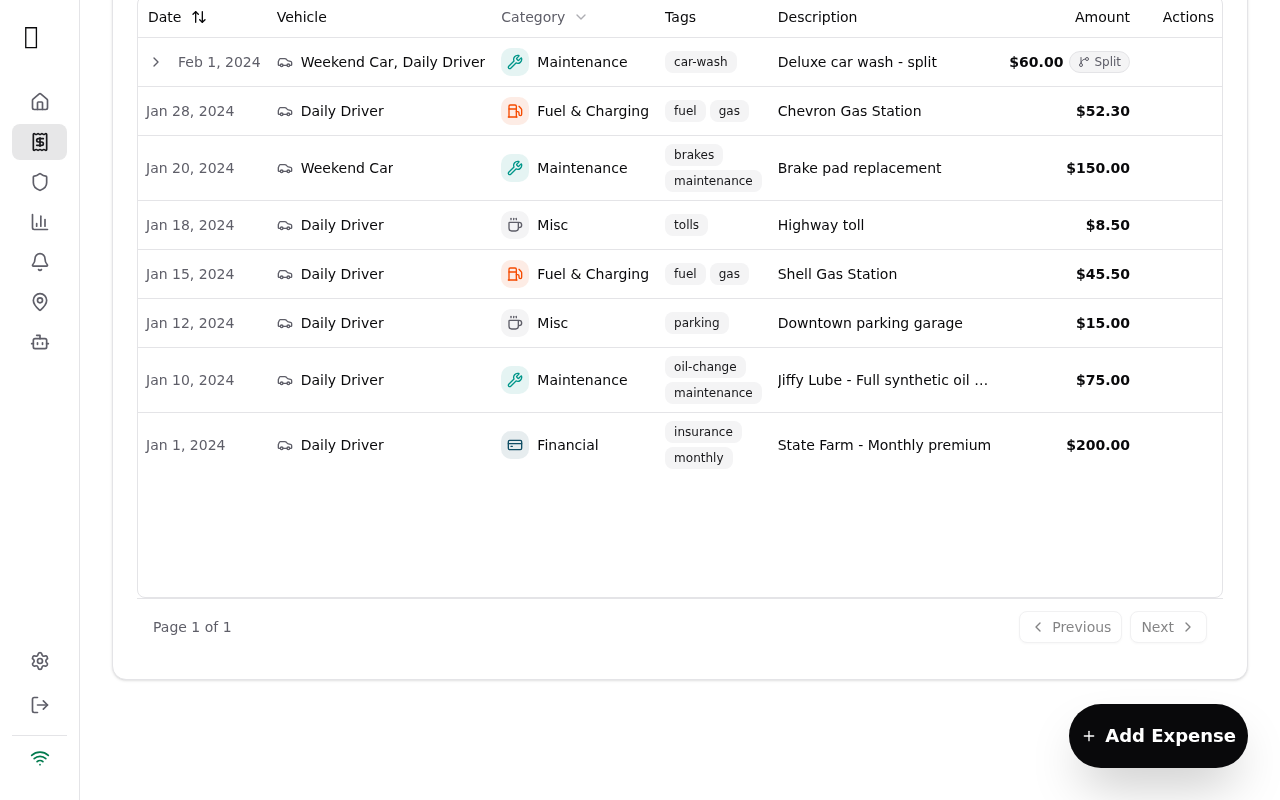 Date Vehicle Category Tags Description Amount Actions
Feb 1, 2024 Weekend Car, Daily Driver Maintenance car-wash Deluxe car wash - split $60.00 Split
Jan 28, 2024 Daily Driver Fuel & Charging fuel gas Chevron Gas Station $52.30
Jan 20, 2024 Weekend Car Maintenance brakes maintenance Brake pad replacement $150.00
Jan 18, 2024 Daily Driver Misc tolls Highway toll $8.50
Jan 15, 2024 Daily Driver Fuel & Charging fuel gas Shell Gas Station $45.50
Jan 12, 2024 Daily Driver Misc parking Downtown parking garage $15.00
Jan 10, 2024 Daily Driver Maintenance oil-change maintenance Jiffy Lube - Full synthetic oil ... $75.00
Jan 1, 2024 Daily Driver Financial insurance monthly State Farm - Monthly premium $200.00
Page 1 of 1 Previous Next
Add Expense